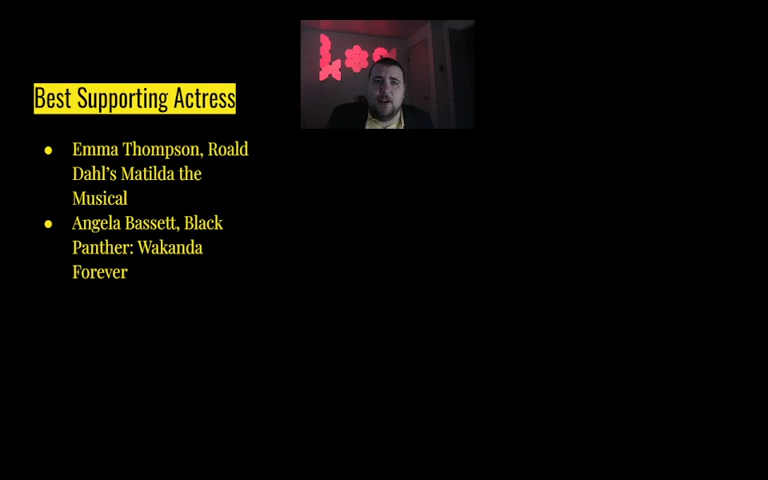 Best Supporting Actress
● Emma Thompson, Roald
Dahl's Matilda the
Musical
● Angela Bassett, Black
Panther: Wakanda
Forever